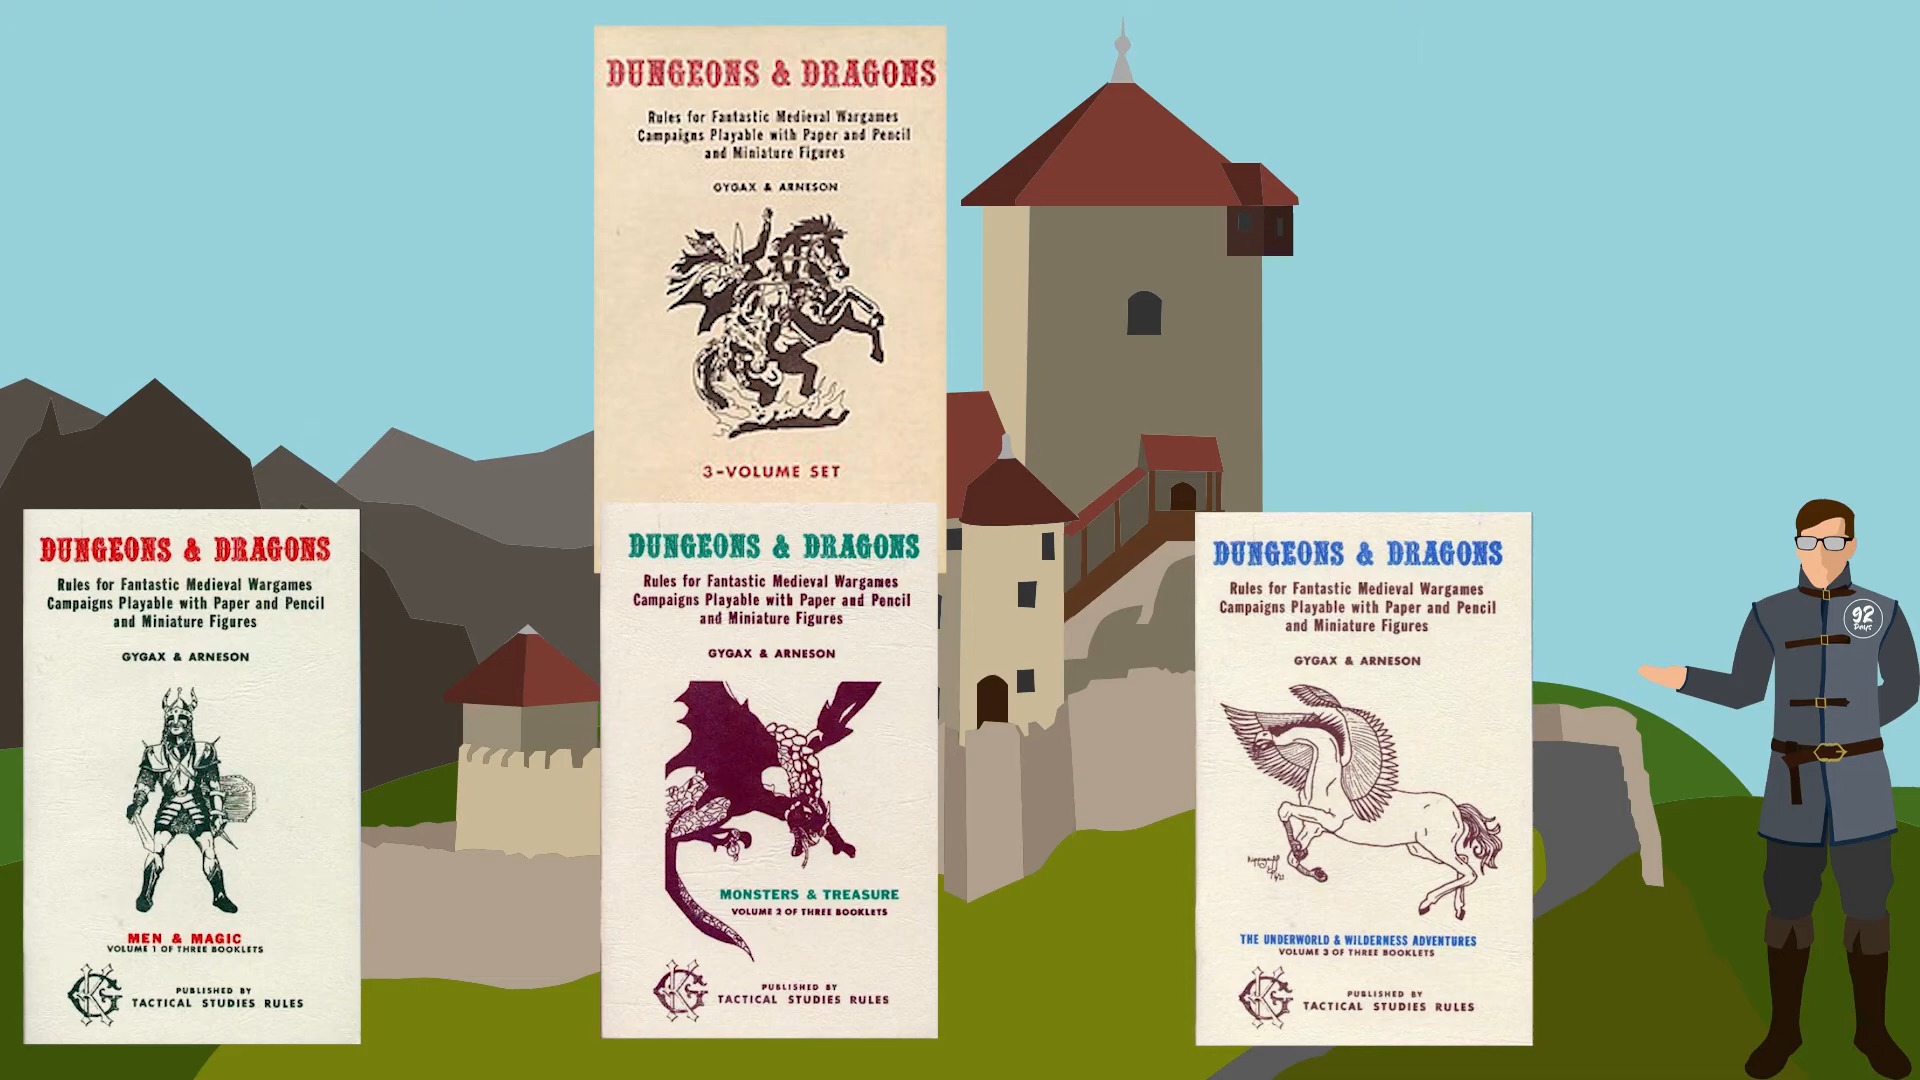 DUNGEONS & DRAGONS
Rules for Fantastic Medieval Wargames
Campaigns Playable with Paper and Pencil
and Miniature Figures
GYGAX & ARNESON
3-VOLUME SET
DUNGEONS & DRAGONS
Rules for Fantastic Medieval Wargames
Campaigns Playable with Paper and Pencil
and Miniature Figures
GYGAX & ARNESON
MEN & MAGIC
VOLUME 1 OF THREE BOOKLETS
GK
PUBLISHED BY
TACTICAL STUDIES RULES
DUNGEONS & DRAGONS
Rules for Fantastic Medieval Wargames
Campaigns Playable with Paper and Pencil
and Miniature Figures
GYGAX & ARNESON
MONSTERS & TREASURE
VOLUME 2 OF THREE BOOKLETS
GK
PUBLISHED BY
TACTICAL STUDIES RULES
DUNGEONS & DRAGONS
Rules for Fantastic Medieval Wargames
Campaigns Playable with Paper and Pencil
and Miniature Figures
GYGAX & ARNESON
THE UNDERWORLD & WILDERNESS ADVENTURES
VOLUME 3 OF THREE BOOKLETS
GK
PUBLISHED BY
TACTICAL STUDIES RULES
92
Days